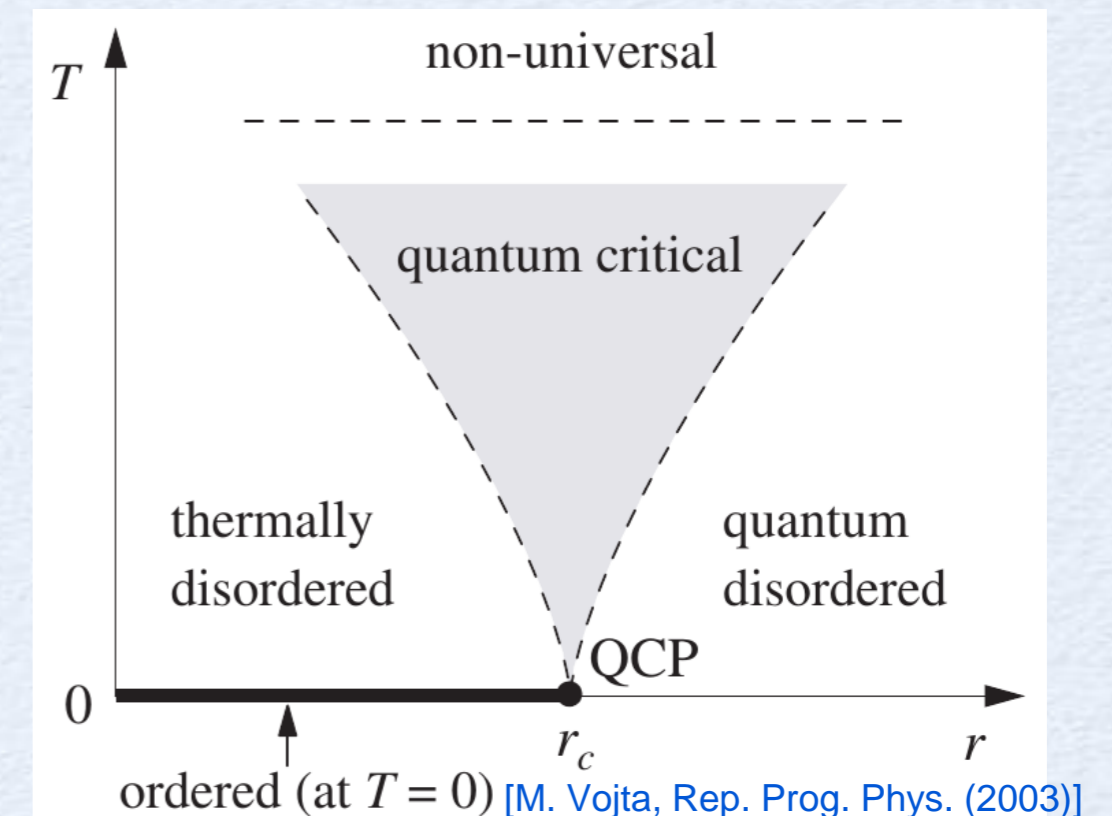 non-universal
T
quantum critical
thermally
disordered
quantum
disordered
QCP
0
r_c
r
ordered (at T = 0) [M. Vojta, Rep. Prog. Phys. (2003)]